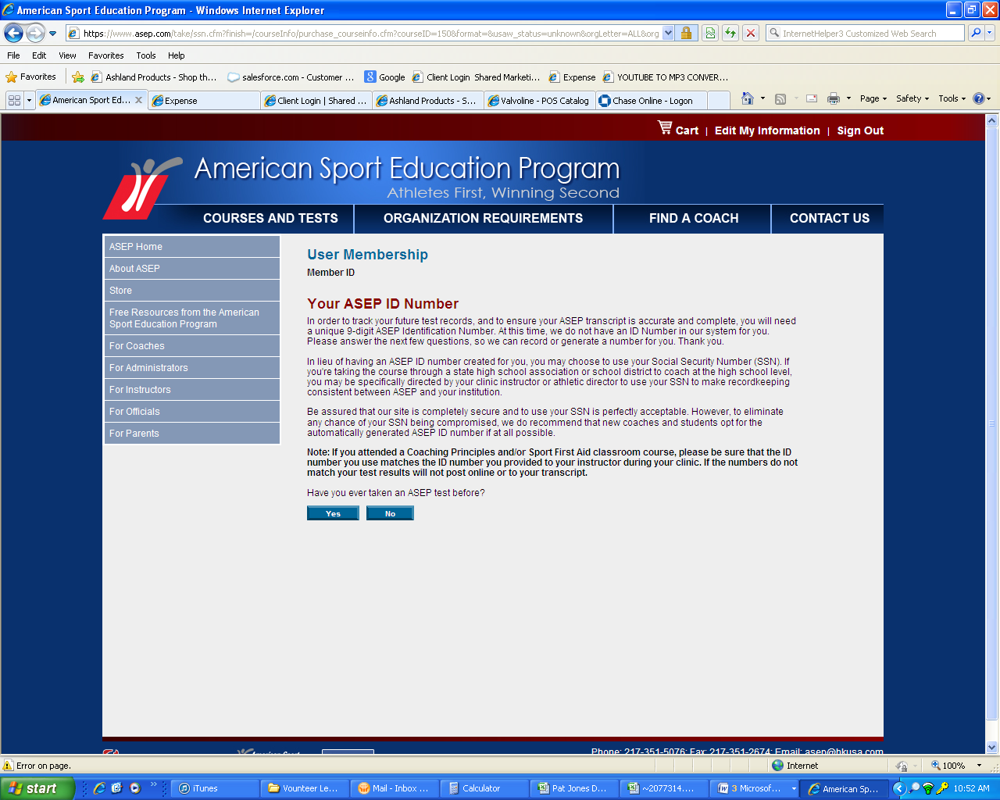 American Sport Education Program - Windows Internet Explorer
https://www.asep.com/take/ssn.cfm?finish=/courseInfo/purchase_courseinfo.cfm?courseID=150&format=&usaw_status=unknown&orgLetter=ALL&org
InternetHelper3 Customized Web Search
File Edit View Favorites Tools Help
Favorites Ashland Products - Shop th... salesforce.com - Customer ... Google Client Login Shared Marketi... Expense YOUTUBE TO MP3 CONVER...
American Sport Ed... Expense Client Login | Shared ... Ashland Products - S... Valvoline - POS Catalog Chase Online - Logon Page Safety Tools
Cart | Edit My Information | Sign Out
American Sport Education Program
Athletes First, Winning Second
COURSES AND TESTS ORGANIZATION REQUIREMENTS FIND A COACH CONTACT US
ASEP Home
About ASEP
Store
Free Resources from the American
Sport Education Program
For Coaches
For Administrators
For Instructors
For Officials
For Parents
User Membership
Member ID
Your ASEP ID Number
In order to track your future test records, and to ensure your ASEP transcript is accurate and complete, you will need
a unique 9-digit ASEP Identification Number. At this time, we do not have an ID Number in our system for you.
Please answer the next few questions, so we can record or generate a number for you. Thank you.
In lieu of having an ASEP ID number created for you, you may choose to use your Social Security Number (SSN). If
you're taking the course through a state high school association or school district to coach at the high school level,
you may be specifically directed by your clinic instructor or athletic director to use your SSN to make recordkeeping
consistent between ASEP and your institution.
Be assured that our site is completely secure and to use your SSN is perfectly acceptable. However, to eliminate
any chance of your SSN being compromised, we do recommend that new coaches and students opt for the
automatically generated ASEP ID number if at all possible.
Note: If you attended a Coaching Principles and/or Sport First Aid classroom course, please be sure that the ID
number you use matches the ID number you provided to your instructor during your clinic. If the numbers do not
match your test results will not post online or to your transcript.
Have you ever taken an ASEP test before?
Yes No
American Sport
Phone: 217-351-5076; Fax: 217-351-2674; Email: asep@hkusa.com
Error on page. Internet 100%
start iTunes Vounteer Le... Mail - Inbox ... Calculator Pat Jones D... ~2077314.... 3 Microsof... American Sp... 10:52 AM